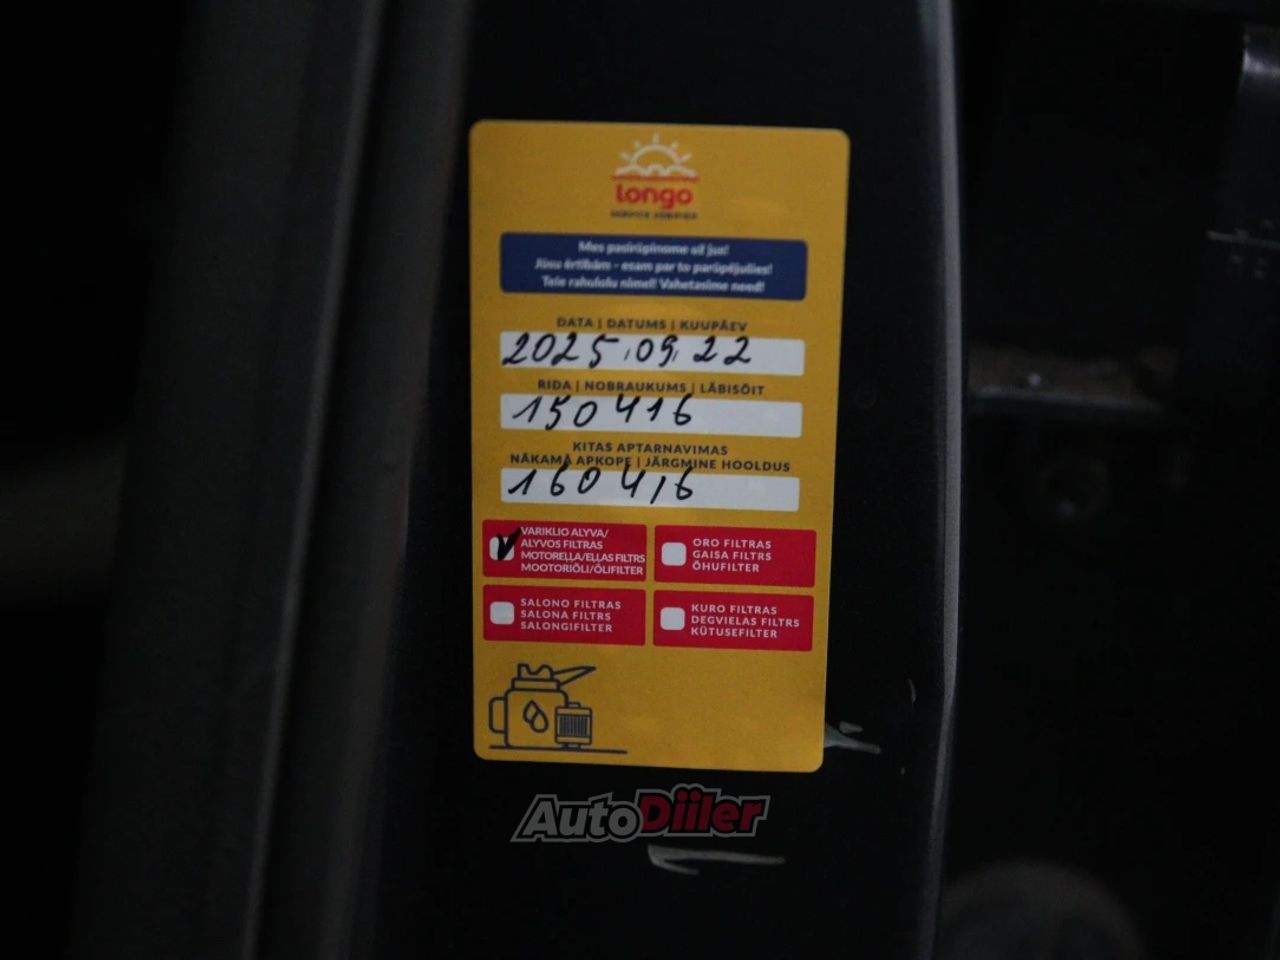 longo
Mes pasirūpinome už jus!
Jūsu ērtībām - esam par to parūpējušies!
Teie rahulolu nimel! Vahetasime need!
DATA | DATUMS | KUUPÄEV
2025.09.22
RIDA | NOBRAUKUMS | LÄBISÕIT
150416
KITAS APTARNAVIMAS
NĀKAMĀ APKOPE | JÄRGMINE HOOLDUS
160416
VARIKLIO ALYVA/
ALYVOS FILTRAS
MOTOREĻĻA/EĻĻAS FILTRS
MOOTORIÕLI/ÕLIFILTER
ORO FILTRAS
GAISA FILTRS
ÕHUFILTER
SALONO FILTRAS
SALONA FILTRS
SALONGIFILTER
KURO FILTRAS
DEGVIELAS FILTRS
KÜTUSEFILTER
AutoDiiler